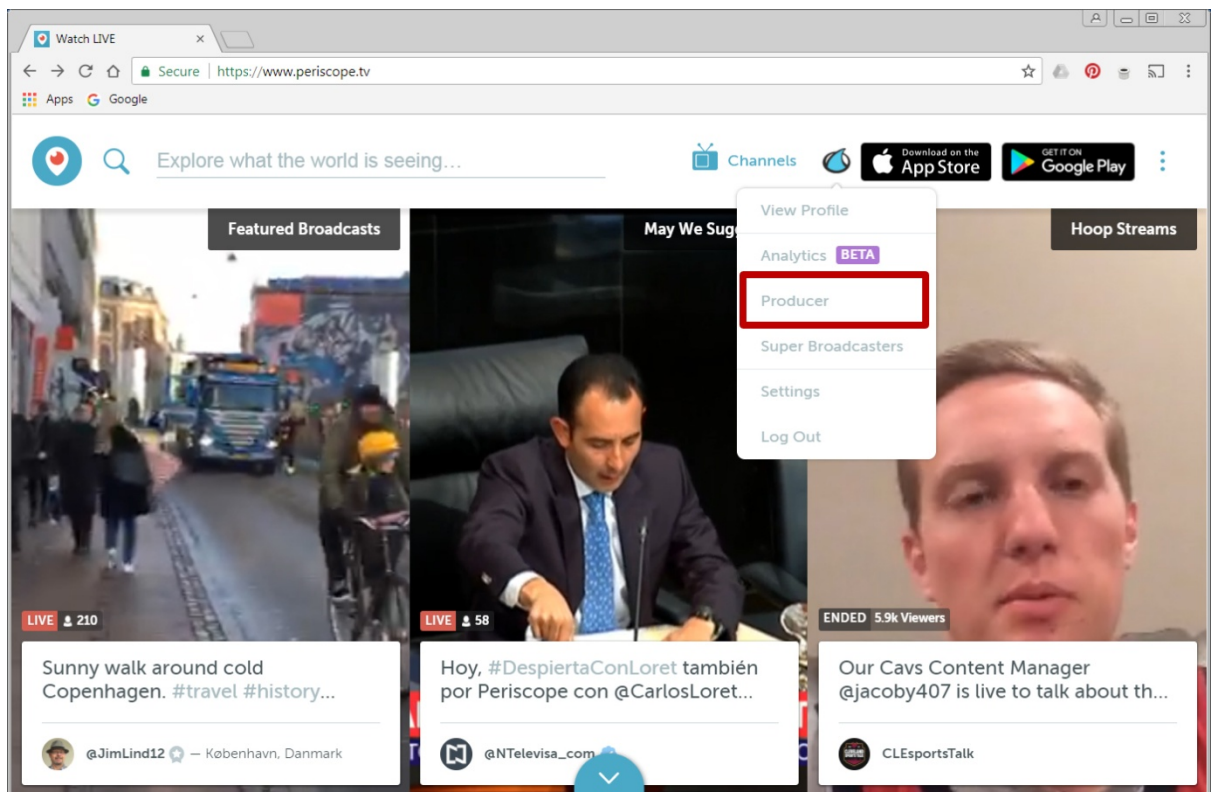 Watch LIVE
Secure | https://www.periscope.tv
Apps Google
Explore what the world is seeing...
Channels
Download on the
App Store
GET IT ON
Google Play
View Profile
Analytics BETA
Producer
Super Broadcasters
Settings
Log Out
Featured Broadcasts
May We Sug
Hoop Streams
LIVE 210
LIVE 58
ENDED 5.9k Viewers
Sunny walk around cold
Copenhagen. #travel #history...
@JimLind12 — København, Danmark
Hoy, #DespiertaConLoret también
por Periscope con @CarlosLoret...
@NTelevisa_com
Our Cavs Content Manager
@jacoby407 is live to talk about th...
CLEsportsTalk